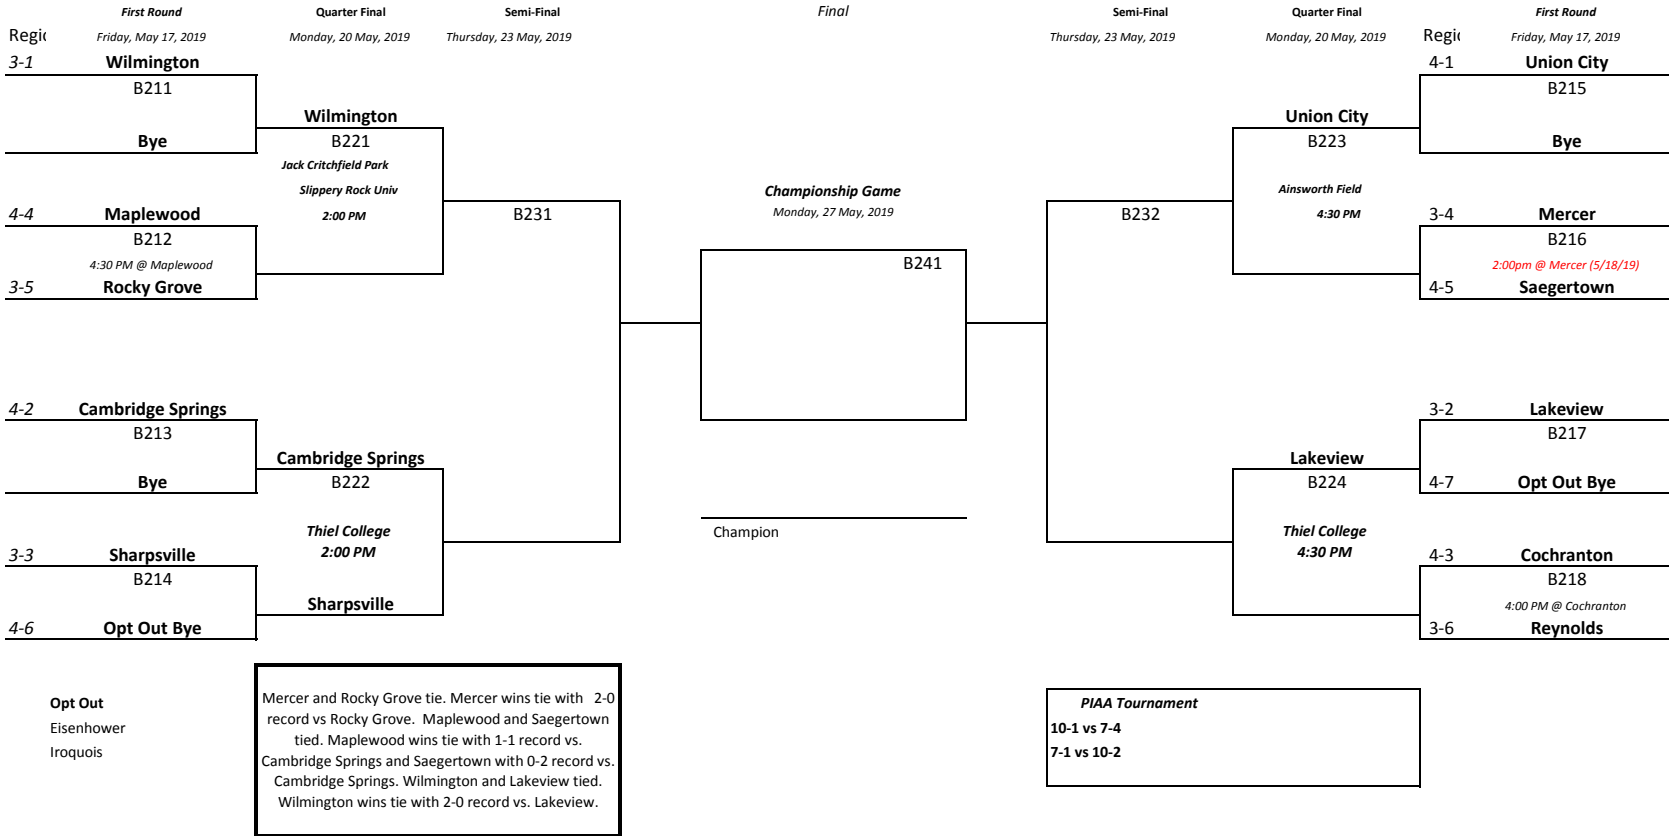 First Round Quarter Final Semi-Final Final Semi-Final Quarter Final First Round
Regi Friday, May 17, 2019 Monday, 20 May, 2019 Thursday, 23 May, 2019 Thursday, 23 May, 2019 Monday, 20 May, 2019 Regi Friday, May 17, 2019
3-1 Wilmington 4-1 Union City
B211 B215
Wilmington Union City
Bye B221 B223 Bye
Jack Critchfield Park
Slippery Rock Univ Championship Game Ainsworth Field
4-4 Maplewood 2:00 PM B231 Monday, 27 May, 2019 B232 4:30 PM 3-4 Mercer
B212 B216
4:30 PM @ Maplewood B241 2:00pm @ Mercer (5/18/19)
3-5 Rocky Grove 4-5 Saegertown
4-2 Cambridge Springs 3-2 Lakeview
B213 B217
Cambridge Springs Lakeview
Bye B222 B224 4-7 Opt Out Bye
Thiel College Champion Thiel College
3-3 Sharpsville 2:00 PM 4:30 PM 4-3 Cochranton
B214 B218
Sharpsville 4:00 PM @ Cochranton
4-6 Opt Out Bye 3-6 Reynolds
Opt Out
Eisenhower
Iroquois
Mercer and Rocky Grove tie. Mercer wins tie with 2-0
record vs Rocky Grove. Maplewood and Saegertown
tied. Maplewood wins tie with 1-1 record vs.
Cambridge Springs and Saegertown with 0-2 record vs.
Cambridge Springs. Wilmington and Lakeview tied.
Wilmington wins tie with 2-0 record vs. Lakeview.
PIAA Tournament
10-1 vs 7-4
7-1 vs 10-2